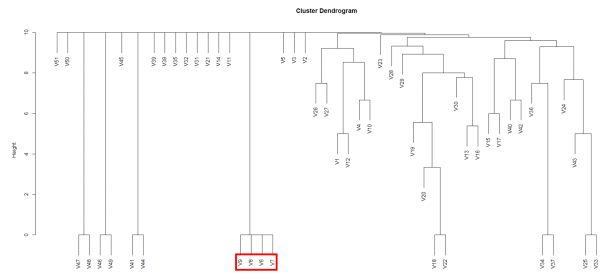 Cluster Dendrogram
Height
0
2
4
6
8
10
V51
V50
V47
V48
V46
V49
V45
V41
V44
V39
V38
V35
V32
V31
V21
V14
V11
V9
V8
V6
V7
V5
V3
V2
V26
V27
V1
V12
V4
V10
V23
V28
V29
V19
V20
V18
V22
V30
V13
V16
V15
V17
V40
V42
V36
V34
V37
V24
V43
V25
V33